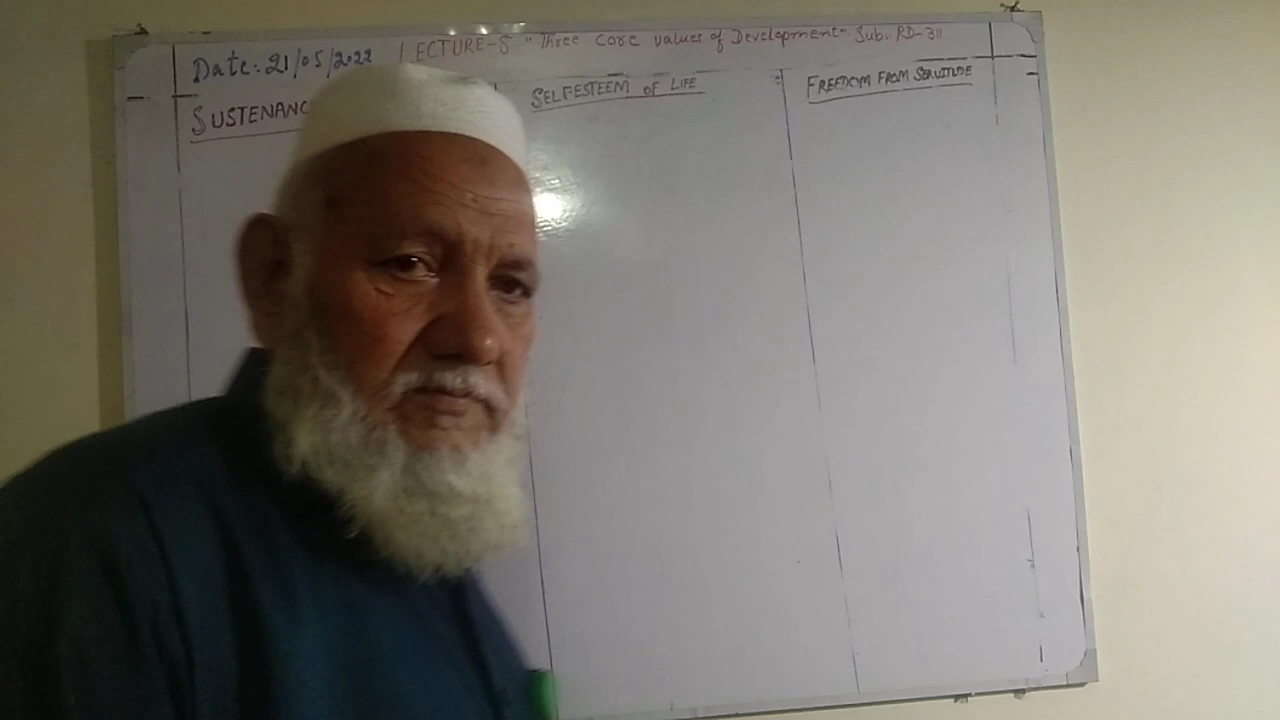 Date: 21/05/2022 LECTURE-5 "Three core values of Development" Sub: RD-311
SUSTENANC
SELFESTEEM OF LIFE
FREEDOM FROM SERVITUDE